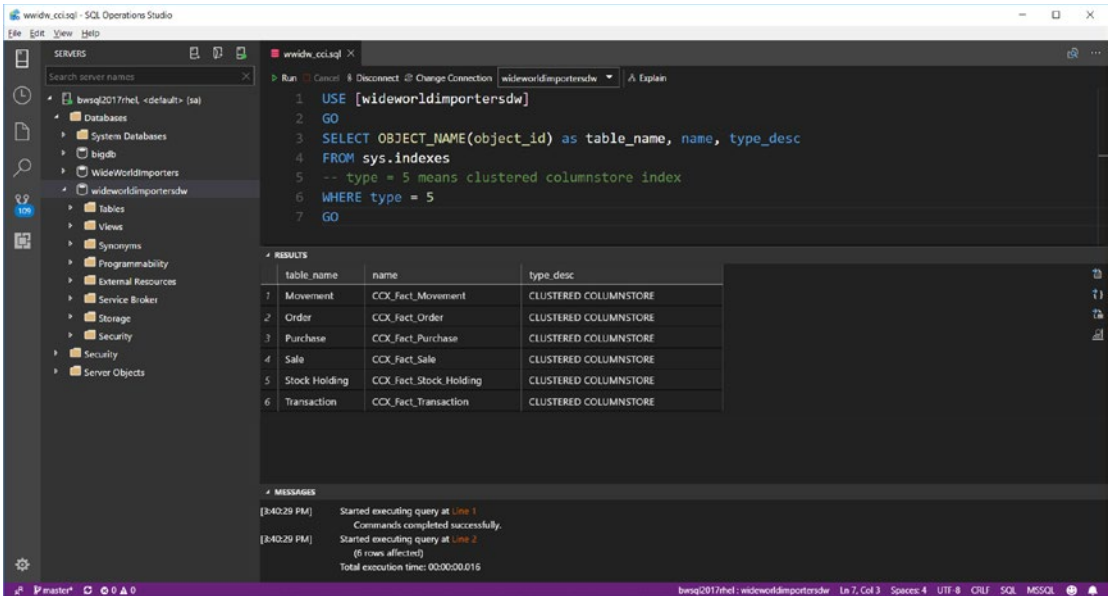 wwidw_cci.sql - SQL Operations Studio
File Edit View Help
SERVERS
Search server names
bwsql2017rhel, <default> (sa)
Databases
System Databases
bigdb
WideWorldImporters
wideworldimportersdw
Tables
Views
Synonyms
Programmability
External Resources
Service Broker
Storage
Security
Security
Server Objects
109
wwidw_cci.sql
Run Cancel Disconnect Change Connection wideworldimportersdw Explain
1 USE [wideworldimportersdw]
2 GO
3 SELECT OBJECT_NAME(object_id) as table_name, name, type_desc
4 FROM sys.indexes
5 -- type = 5 means clustered columnstore index
6 WHERE type = 5
7 GO
RESULTS
table_name name type_desc
1 Movement CCX_Fact_Movement CLUSTERED COLUMNSTORE
2 Order CCX_Fact_Order CLUSTERED COLUMNSTORE
3 Purchase CCX_Fact_Purchase CLUSTERED COLUMNSTORE
4 Sale CCX_Fact_Sale CLUSTERED COLUMNSTORE
5 Stock Holding CCX_Fact_Stock_Holding CLUSTERED COLUMNSTORE
6 Transaction CCX_Fact_Transaction CLUSTERED COLUMNSTORE
MESSAGES
[3:40:29 PM] Started executing query at Line 1
Commands completed successfully.
[3:40:29 PM] Started executing query at Line 2
(6 rows affected)
Total execution time: 00:00:00.016
master* 0 0 bwsql2017rhel : wideworldimportersdw Ln 7, Col 3 Spaces: 4 UTF-8 CRLF SQL MSSQL